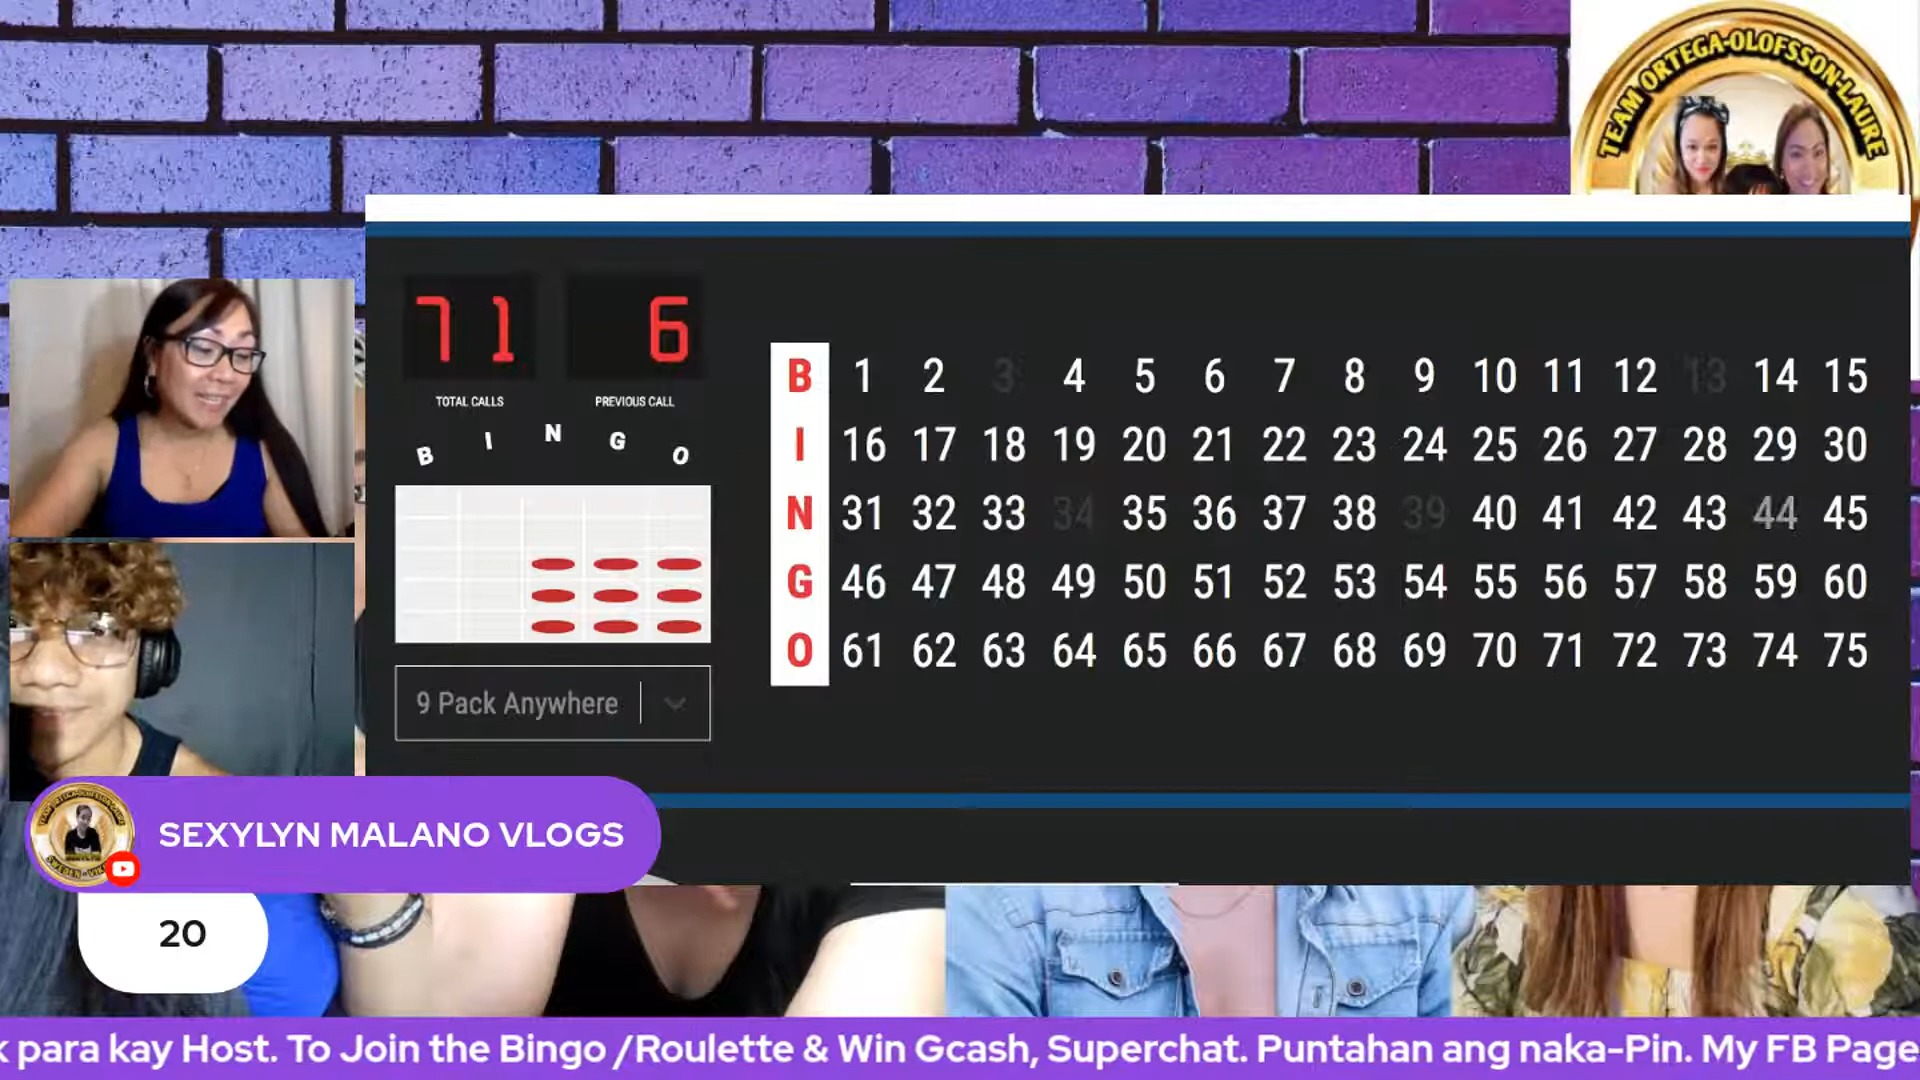 TEAM ORTEGA-OLOFSSON-LAURE
71 6
TOTAL CALLS PREVIOUS CALL
B I N G O
B 1 2 3 4 5 6 7 8 9 10 11 12 13 14 15
I 16 17 18 19 20 21 22 23 24 25 26 27 28 29 30
N 31 32 33 34 35 36 37 38 39 40 41 42 43 44 45
G 46 47 48 49 50 51 52 53 54 55 56 57 58 59 60
O 61 62 63 64 65 66 67 68 69 70 71 72 73 74 75
9 Pack Anywhere
SEXYLYN MALANO VLOGS
20
k para kay Host. To Join the Bingo /Roulette & Win Gcash, Superchat. Puntahan ang naka-Pin. My FB Page